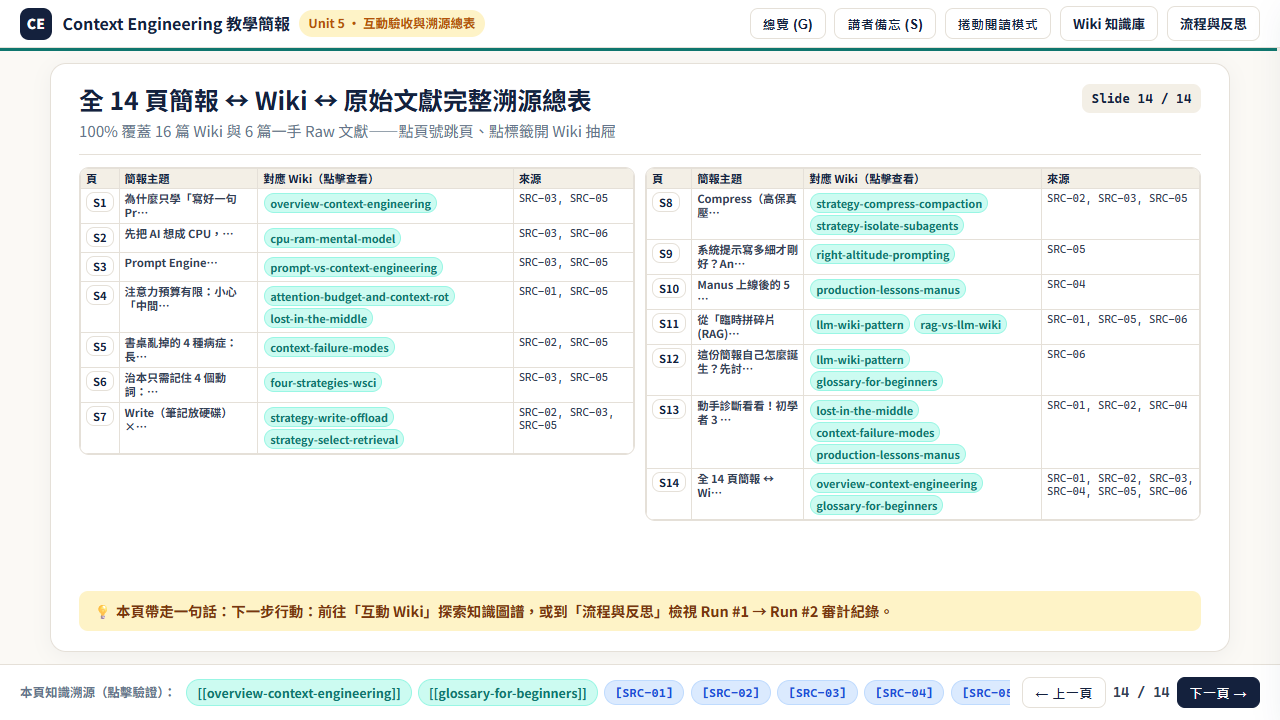 CE Context Engineering 教學簡報 Unit 5 · 互動驗收與溯源總表 總覽 (G) 講者備忘 (S) 捲動閱讀模式 Wiki 知識庫 流程與反思
全 14 頁簡報 ↔ Wiki ↔ 原始文獻完整溯源總表
Slide 14 / 14
100% 覆蓋 16 篇 Wiki 與 6 篇一手 Raw 文獻——點頁號跳頁、點標籤開 Wiki 抽屜
頁 簡報主題 對應 Wiki（點擊查看） 來源
S1 為什麼只學「寫好一句 overview-context-engineering SRC-03, SRC-05
Pr…
S2 先把 AI 想成 CPU，… cpu-ram-mental-model SRC-03, SRC-06
S3 Prompt Engine… prompt-vs-context-engineering SRC-03, SRC-05
S4 注意力預算有限：小心 attention-budget-and-context-rot SRC-01, SRC-05
「中間… lost-in-the-middle
S5 書桌亂掉的 4 種病症： context-failure-modes SRC-02, SRC-05
長…
S6 治本只需記住 4 個動 four-strategies-wsci SRC-03, SRC-05
詞：…
S7 Write（筆記放硬碟） strategy-write-offload SRC-02, SRC-03,
×… strategy-select-retrieval SRC-05
頁 簡報主題 對應 Wiki（點擊查看） 來源
S8 Compress（高保真 strategy-compress-compaction SRC-02, SRC-03, SRC-05
壓… strategy-isolate-subagents
S9 系統提示寫多細才剛 right-altitude-prompting SRC-05
好？An…
S10 Manus 上線後的 5 production-lessons-manus SRC-04
…
S11 從「臨時拼碎片 llm-wiki-pattern rag-vs-llm-wiki SRC-01, SRC-05, SRC-06
(RAG)…
S12 這份簡報自己怎麼誕 llm-wiki-pattern SRC-06
生？先討… glossary-for-beginners
S13 動手診斷看看！初學 lost-in-the-middle SRC-01, SRC-02, SRC-04
者 3 … context-failure-modes
production-lessons-manus
S14 全 14 頁簡報 ↔ overview-context-engineering SRC-01, SRC-02, SRC-03,
Wi… glossary-for-beginners SRC-04, SRC-05, SRC-06
💡 本頁帶走一句話：下一步行動：前往「互動 Wiki」探索知識圖譜，或到「流程與反思」檢視 Run #1 → Run #2 審計紀錄。
本頁知識溯源（點擊驗證）： [[overview-context-engineering]] [[glossary-for-beginners]] [SRC-01] [SRC-02] [SRC-03] [SRC-04] [SRC-05 ← 上一頁 14 / 14 下一頁 →